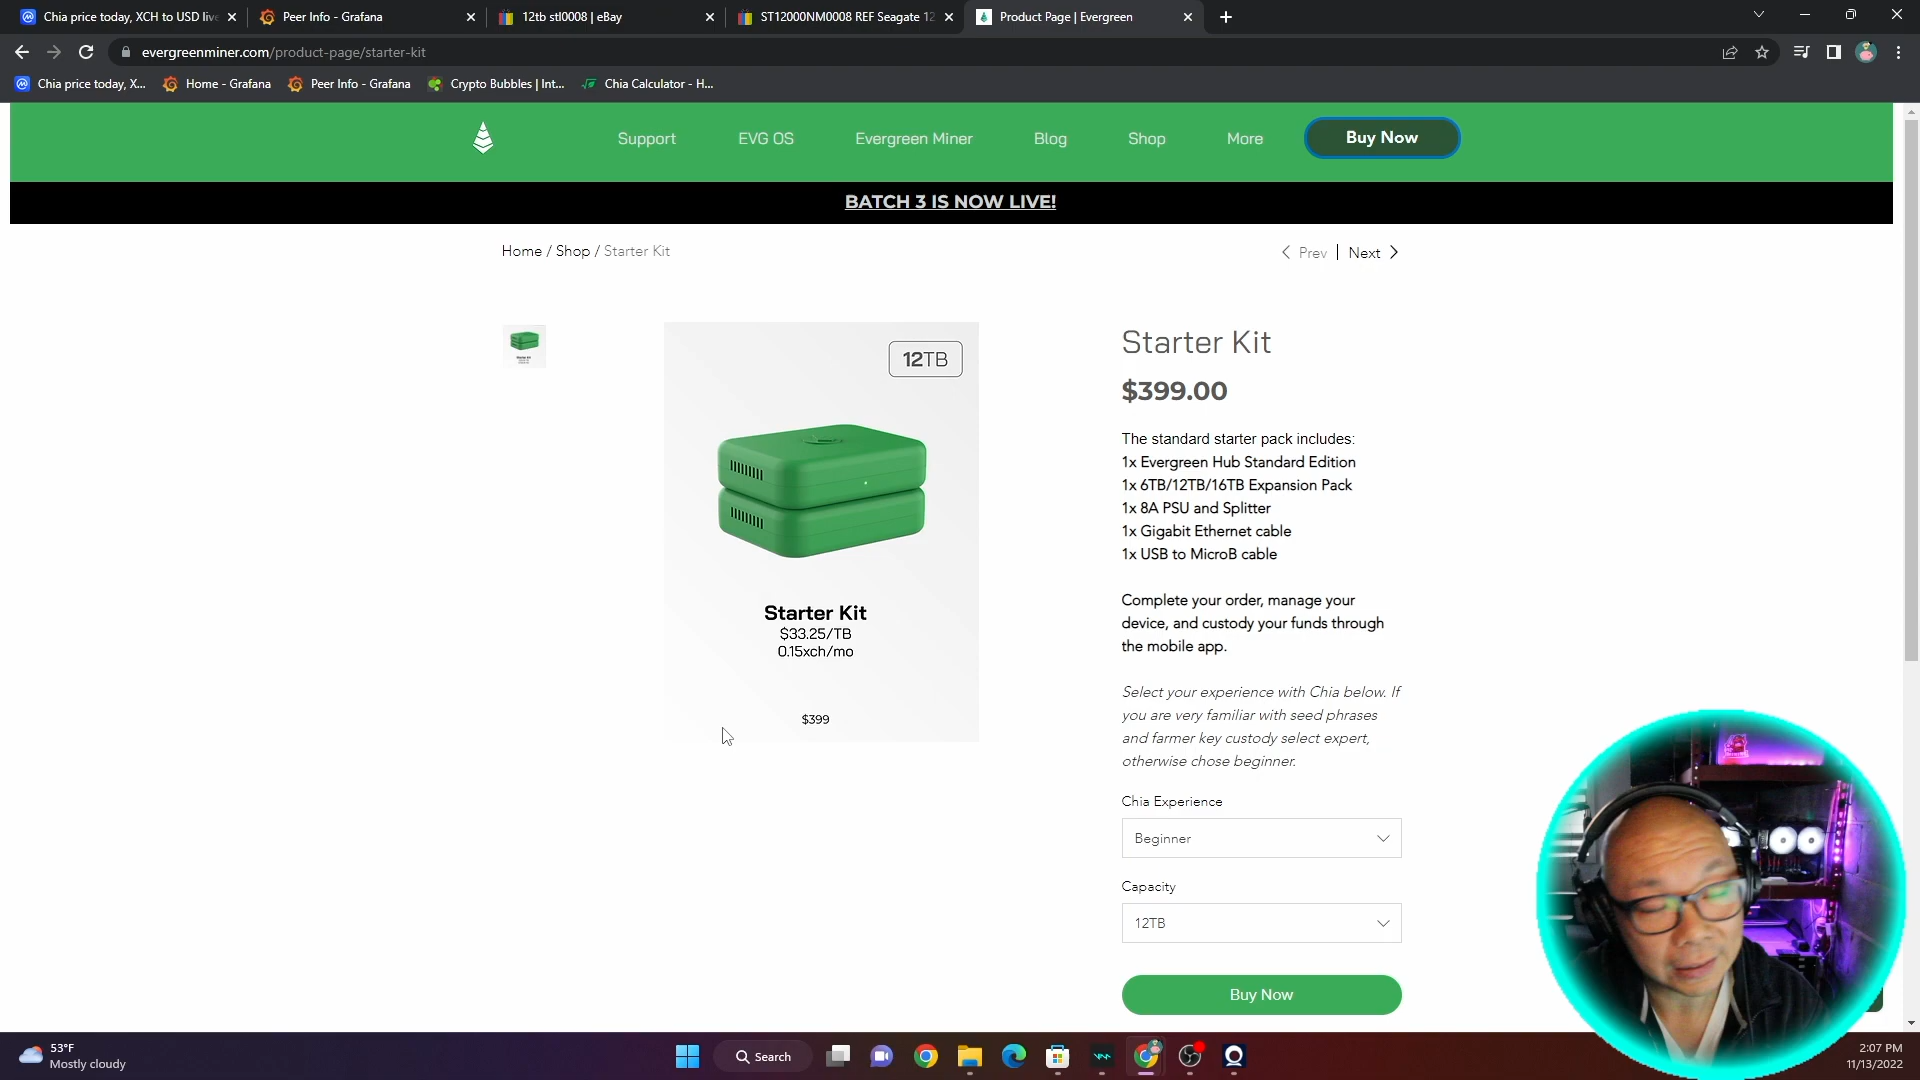 Chia price today, XCH to USD live
Peer Info - Grafana
12tb stl0008 | eBay
ST12000NM0008 REF Seagate 12
Product Page | Evergreen
evergreenminer.com/product-page/starter-kit
Chia price today, X...
Home - Grafana
Peer Info - Grafana
Crypto Bubbles | Int...
Chia Calculator - H...
Support
EVG OS
Evergreen Miner
Blog
Shop
More
Buy Now
BATCH 3 IS NOW LIVE!
Home / Shop / Starter Kit
Prev | Next
12TB
Starter Kit
$33.25/TB
0.15xch/mo
$399
Starter Kit
$399.00
The standard starter pack includes:
1x Evergreen Hub Standard Edition
1x 6TB/12TB/16TB Expansion Pack
1x 8A PSU and Splitter
1x Gigabit Ethernet cable
1x USB to MicroB cable
Complete your order, manage your
device, and custody your funds through
the mobile app.
Select your experience with Chia below. If
you are very familiar with seed phrases
and farmer key custody select expert,
otherwise chose beginner.
Chia Experience
Beginner
Capacity
12TB
Buy Now
53°F
Mostly cloudy
Search
2:07 PM
11/13/2022